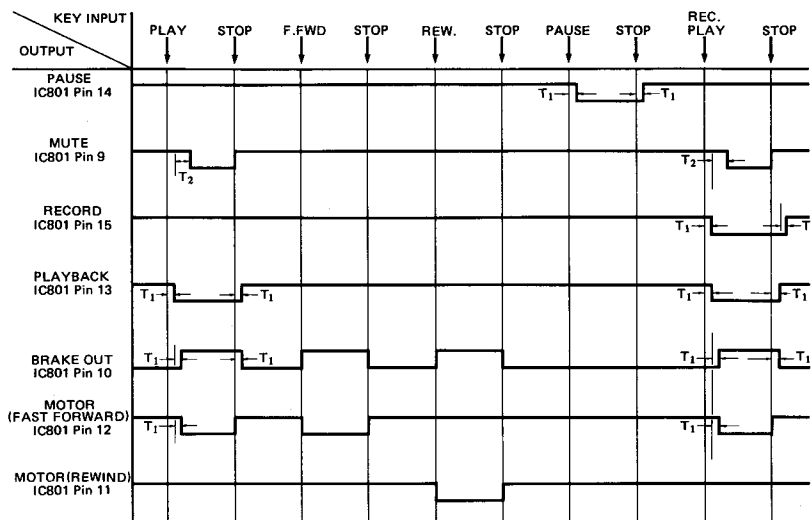 KEY INPUT
OUTPUT
PLAY STOP F.FWD STOP REW. STOP PAUSE STOP REC. PLAY STOP
PAUSE
IC801 Pin 14
T1 T1
MUTE
IC801 Pin 9
T2 T2
RECORD
IC801 Pin 15
T1 T
PLAYBACK
IC801 Pin 13
T1 T1 T1 T1
BRAKE OUT
IC801 Pin 10
T1 T1 T1 T1
MOTOR
(FAST FORWARD)
IC801 Pin 12
T1 T1
MOTOR(REWIND)
IC801 Pin 11